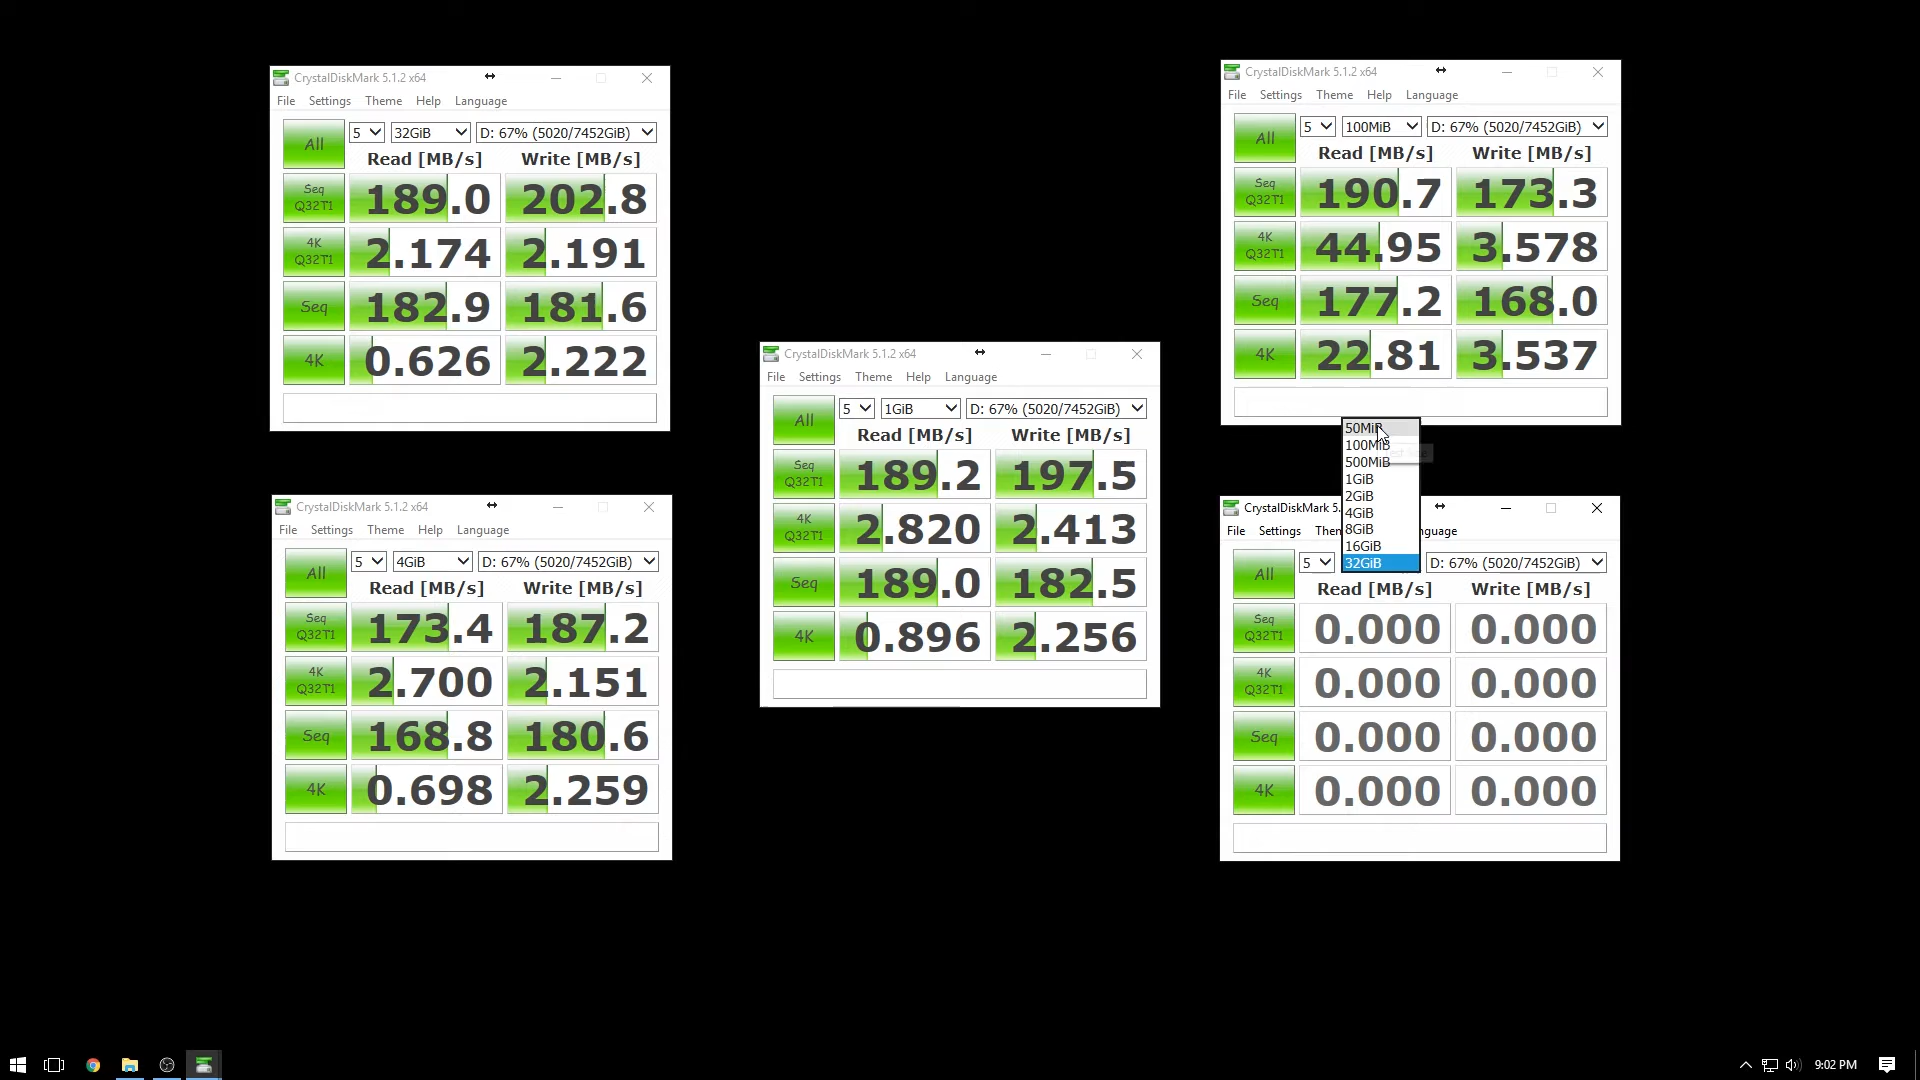 CrystalDiskMark 5.1.2 x64
File Settings Theme Help Language
All 5 32GiB D: 67% (5020/7452GiB)
Read [MB/s] Write [MB/s]
Seq Q32T1 189.0 202.8
4K Q32T1 2.174 2.191
Seq 182.9 181.6
4K 0.626 2.222
CrystalDiskMark 5.1.2 x64
File Settings Theme Help Language
All 5 100MiB D: 67% (5020/7452GiB)
Read [MB/s] Write [MB/s]
Seq Q32T1 190.7 173.3
4K Q32T1 44.95 3.578
Seq 177.2 168.0
4K 22.81 3.537
CrystalDiskMark 5.1.2 x64
File Settings Theme Help Language
All 5 1GiB D: 67% (5020/7452GiB)
Read [MB/s] Write [MB/s]
Seq Q32T1 189.2 197.5
4K Q32T1 2.820 2.413
Seq 189.0 182.5
4K 0.896 2.256
CrystalDiskMark 5.1.2 x64
File Settings Theme Help Language
All 5 4GiB D: 67% (5020/7452GiB)
Read [MB/s] Write [MB/s]
Seq Q32T1 173.4 187.2
4K Q32T1 2.700 2.151
Seq 168.8 180.6
4K 0.698 2.259
50MiB
100MiB
500MiB
1GiB
2GiB
4GiB
8GiB
16GiB
32GiB
CrystalDiskMark 5.
File Settings
All 5 D: 67% (5020/7452GiB)
Read [MB/s] Write [MB/s]
Seq Q32T1 0.000 0.000
4K Q32T1 0.000 0.000
Seq 0.000 0.000
4K 0.000 0.000
9:02 PM